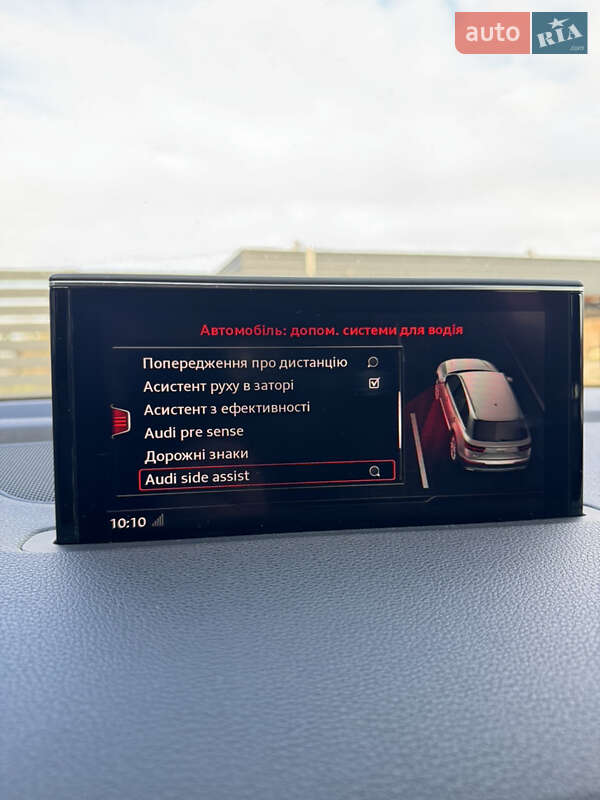 auto RIA .com
Автомобіль: допом. системи для водія
Попередження про дистанцію
Асистент руху в заторі
Асистент з ефективності
Audi pre sense
Дорожні знаки
Audi side assist
10:10